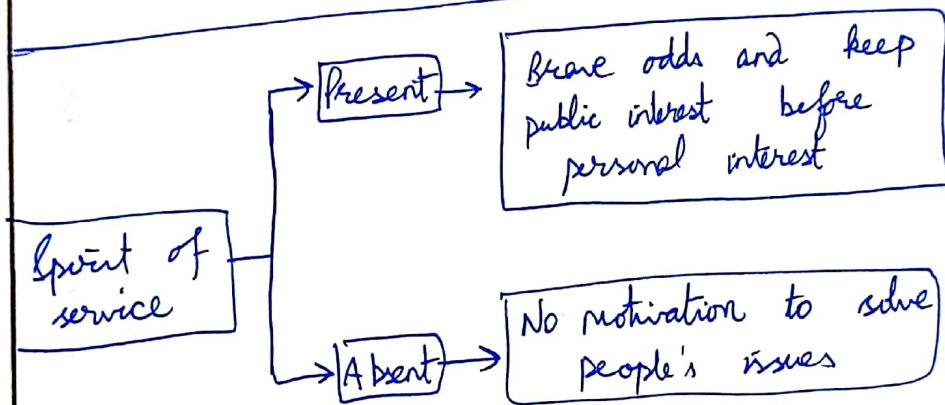 Present
Brave odds and keep
public interest before
personal interest
Spirit of
service
Absent
No motivation to solve
people's issues